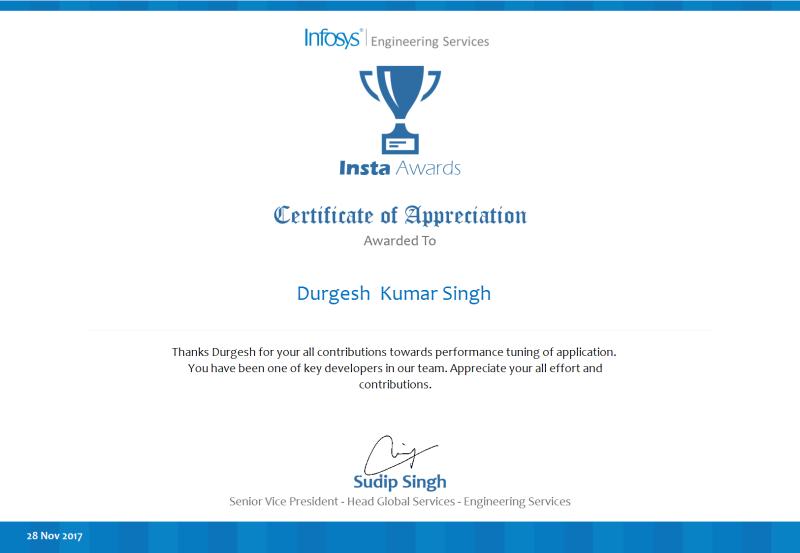 Infosys® | Engineering Services
Insta Awards
Certificate of Appreciation
Awarded To
Durgesh Kumar Singh
Thanks Durgesh for your all contributions towards performance tuning of application.
You have been one of key developers in our team. Appreciate your all effort and
contributions.
Sudip Singh
Senior Vice President - Head Global Services - Engineering Services
28 Nov 2017